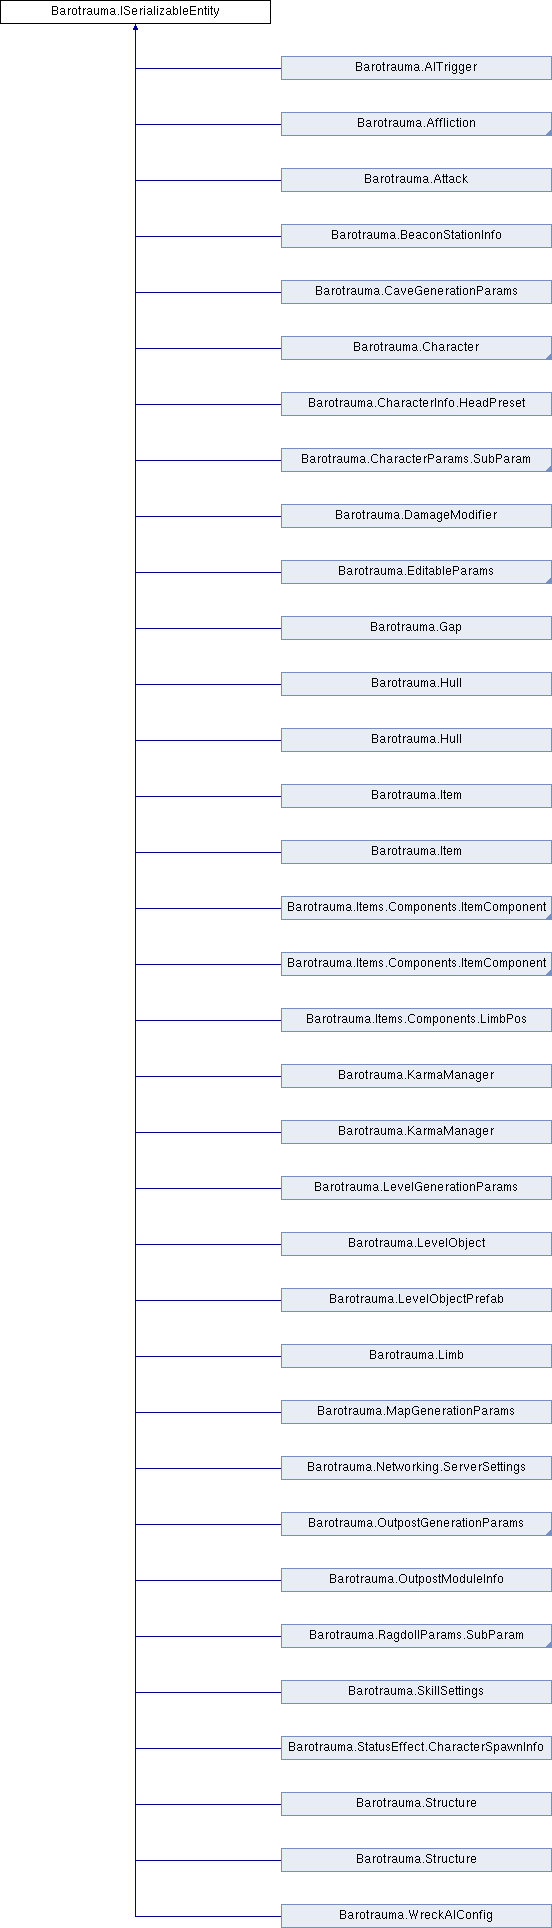 Barotrauma.ISerializableEntity
Barotrauma.AITrigger
Barotrauma.Affliction
Barotrauma.Attack
Barotrauma.BeaconStationInfo
Barotrauma.CaveGenerationParams
Barotrauma.Character
Barotrauma.CharacterInfo.HeadPreset
Barotrauma.CharacterParams.SubParam
Barotrauma.DamageModifier
Barotrauma.EditableParams
Barotrauma.Gap
Barotrauma.Hull
Barotrauma.Hull
Barotrauma.Item
Barotrauma.Item
Barotrauma.Items.Components.ItemComponent
Barotrauma.Items.Components.ItemComponent
Barotrauma.Items.Components.LimbPos
Barotrauma.KarmaManager
Barotrauma.KarmaManager
Barotrauma.LevelGenerationParams
Barotrauma.LevelObject
Barotrauma.LevelObjectPrefab
Barotrauma.Limb
Barotrauma.MapGenerationParams
Barotrauma.Networking.ServerSettings
Barotrauma.OutpostGenerationParams
Barotrauma.OutpostModuleInfo
Barotrauma.RagdollParams.SubParam
Barotrauma.SkillSettings
Barotrauma.StatusEffect.CharacterSpawnInfo
Barotrauma.Structure
Barotrauma.Structure
Barotrauma.WreckAIConfig